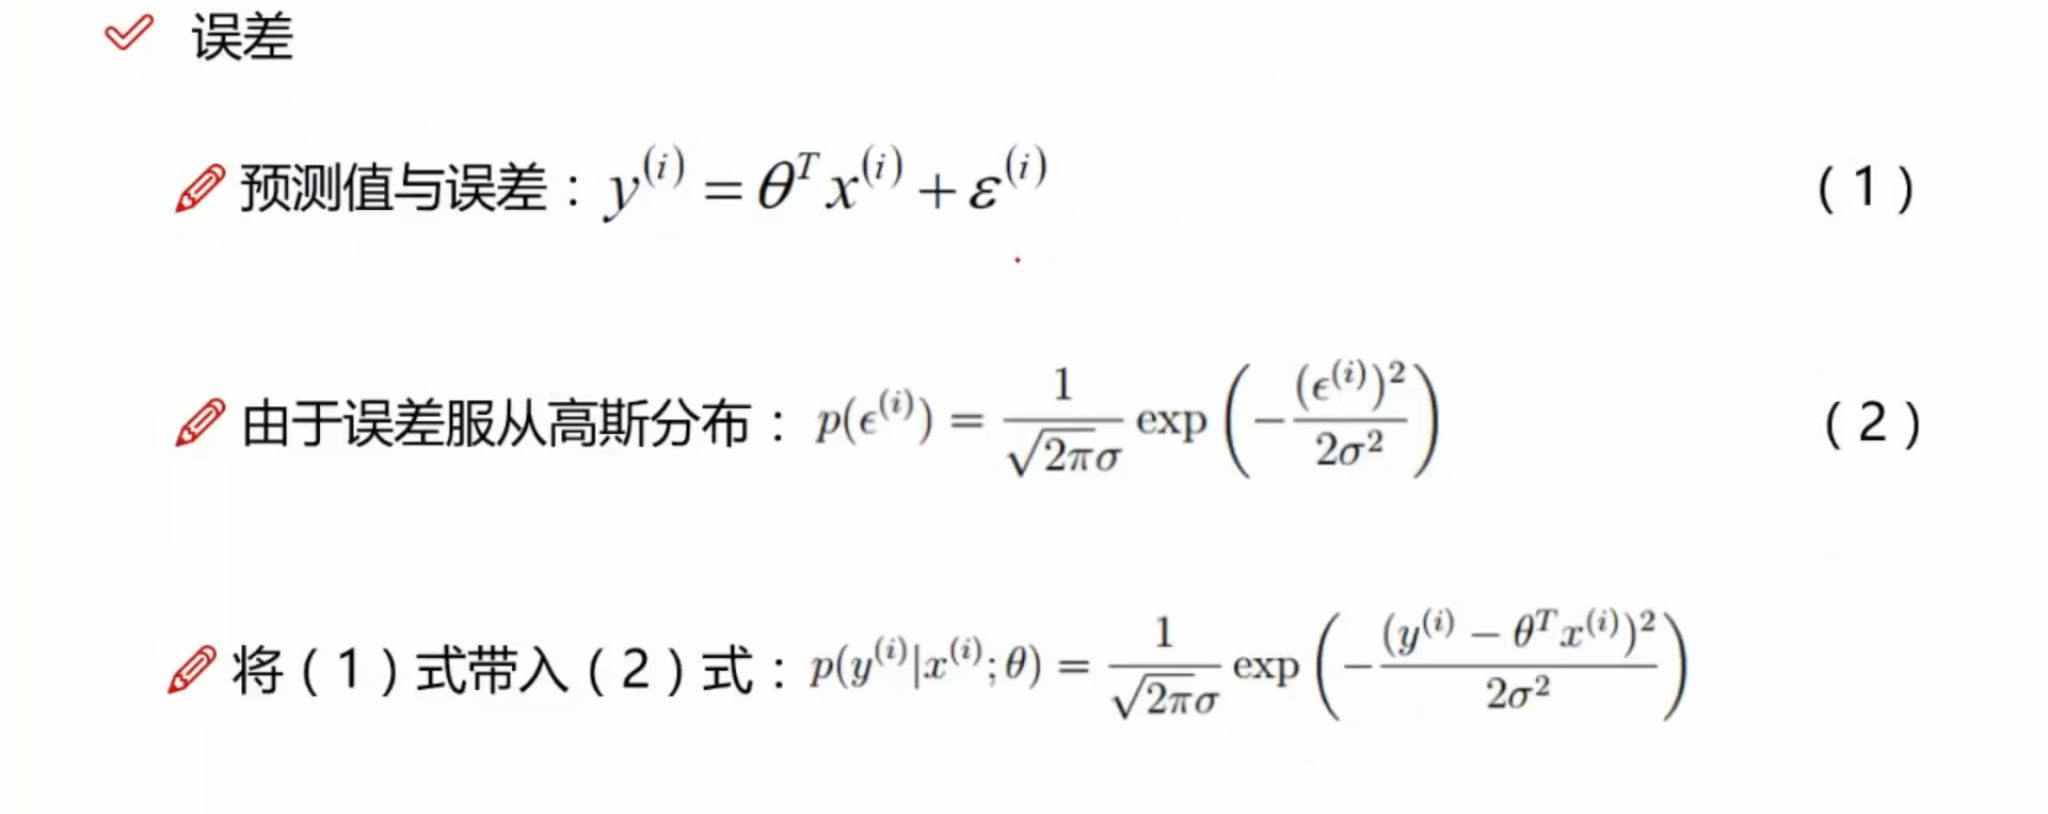 误差
预测值与误差：$y^{(i)} = \theta^T x^{(i)} + \varepsilon^{(i)}$ （1）
由于误差服从高斯分布：$p(\epsilon^{(i)}) = \frac{1}{\sqrt{2\pi}\sigma} \exp\left(-\frac{(\epsilon^{(i)})^2}{2\sigma^2}\right)$ （2）
将（1）式带入（2）式：$p(y^{(i)}|x^{(i)};\theta) = \frac{1}{\sqrt{2\pi}\sigma} \exp\left(-\frac{(y^{(i)} - \theta^T x^{(i)})^2}{2\sigma^2}\right)$